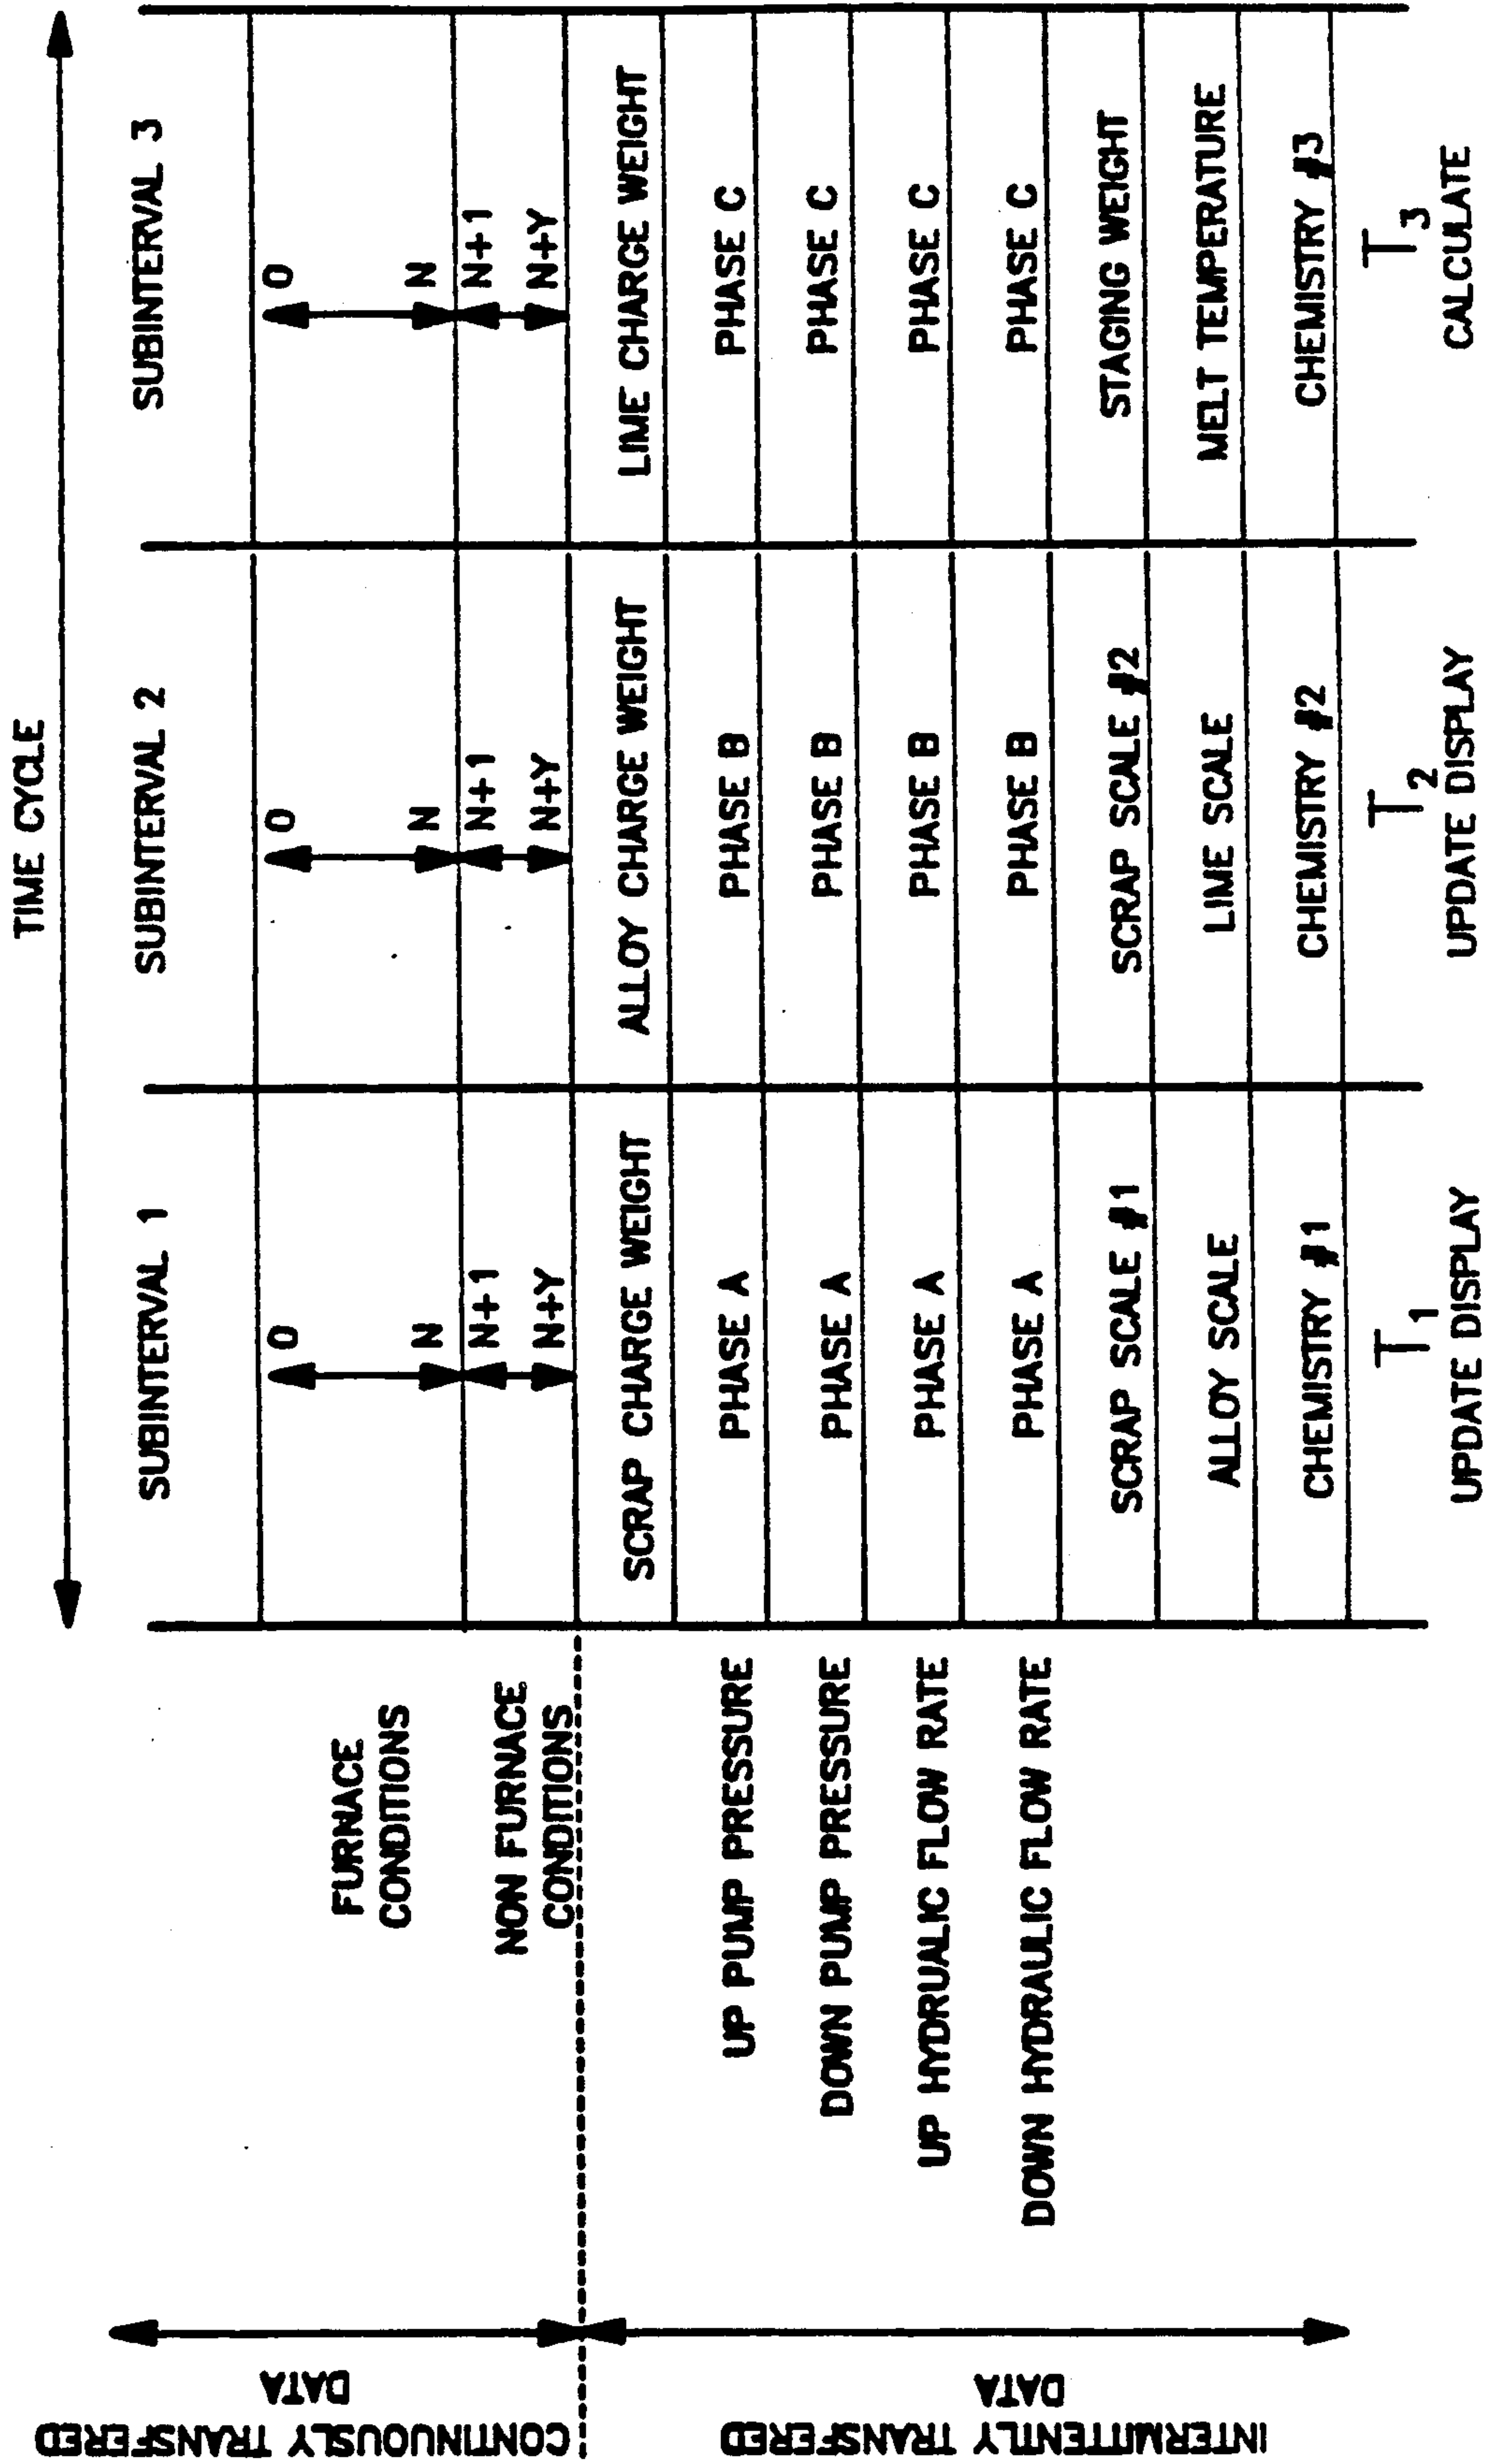 TIME CYCLE
SUBINTERVAL 1
SUBINTERVAL 2
SUBINTERVAL 3
CONTINUOUSLY TRANSFERED
DATA
FURNACE
CONDITIONS
0
N
0
N
0
N
NON FURNACE
CONDITIONS
N+1
N+Y
N+1
N+Y
N+1
N+Y
INTERMITTENTLY TRANSFERED
DATA
SCRAP CHARGE WEIGHT
ALLOY CHARGE WEIGHT
LIME CHARGE WEIGHT
UP PUMP PRESSURE
PHASE A
PHASE B
PHASE C
DOWN PUMP PRESSURE
PHASE A
PHASE B
PHASE C
UP HYDRUALIC FLOW RATE
PHASE A
PHASE B
PHASE C
DOWN HYDRAULIC FLOW RATE
PHASE A
PHASE B
PHASE C
SCRAP SCALE #1
SCRAP SCALE #2
STAGING WEIGHT
ALLOY SCALE
LIME SCALE
MELT TEMPERATURE
CHEMISTRY #1
CHEMISTRY #2
CHEMISTRY #3
T1
T2
T3
UPDATE DISPLAY
UPDATE DISPLAY
CALCULATE